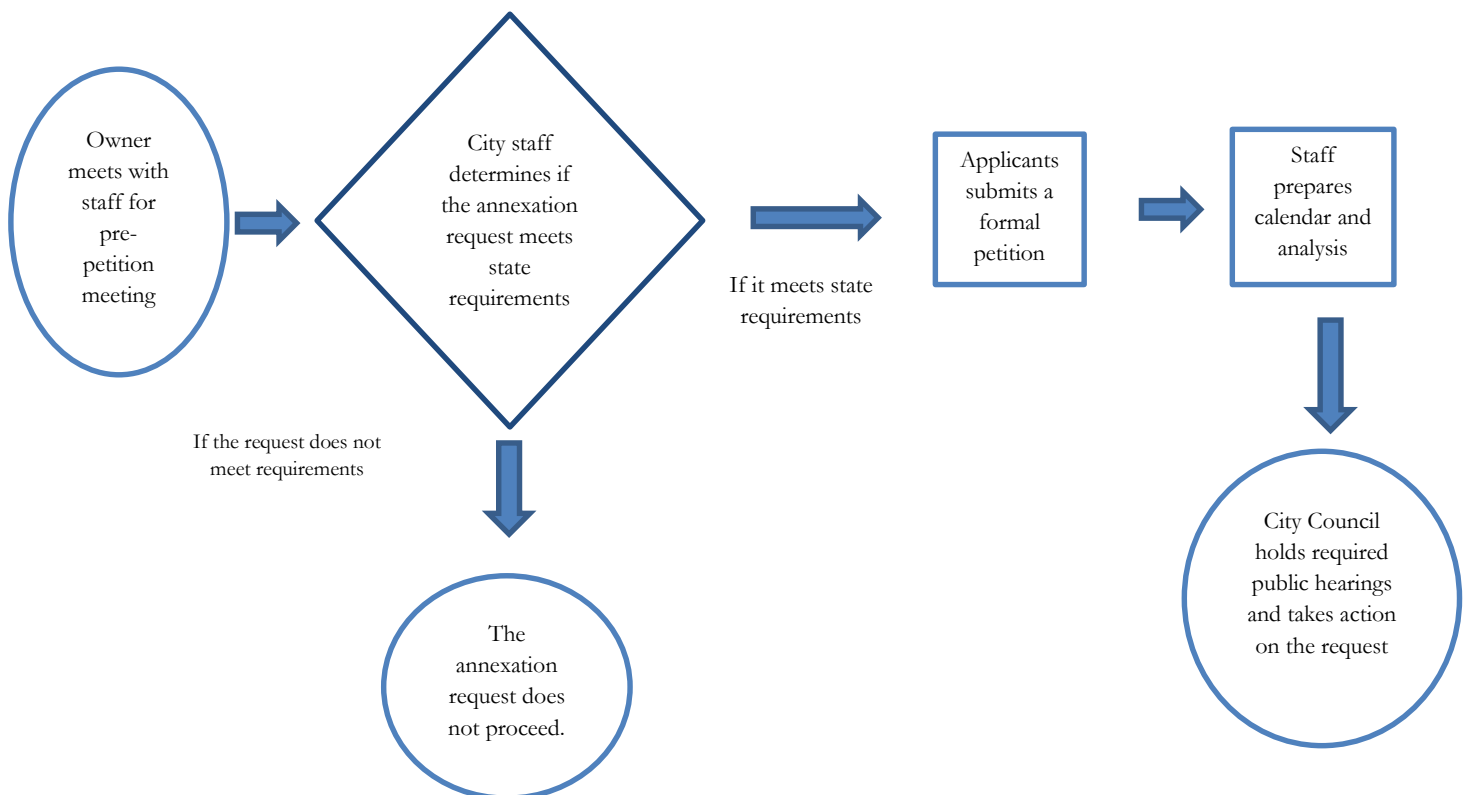 Owner
meets with
staff for
pre-
petition
meeting
City staff
determines if
the annexation
request meets
state
requirements
If it meets state
requirements
Applicants
submits a
formal
petition
Staff
prepares
calendar and
analysis
If the request does not
meet requirements
The
annexation
request does
not proceed.
City Council
holds required
public hearings
and takes action
on the request